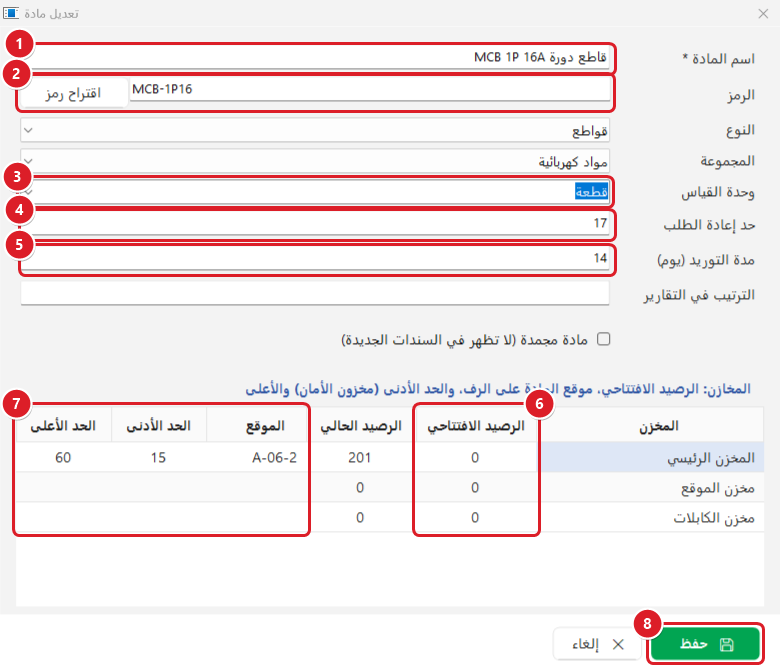 تعديل مادة
1
اسم المادة * قاطع دورة MCB 1P 16A
2
الرمز MCB-1P16 اقتراح رمز
النوع قواطع
المجموعة مواد كهربائية
3
وحدة القياس قطعة
4
حد إعادة الطلب 17
5
مدة التوريد (يوم) 14
الترتيب في التقارير
مادة مجمدة (لا تظهر في السندات الجديدة)
المخازن: الرصيد الافتتاحي، موقع المادة على الرف، والحد الأدنى (مخزون الأمان) والأعلى
6 7
المخزن الرصيد الافتتاحي الرصيد الحالي الموقع الحد الأدنى الحد الأعلى
المخزن الرئيسي 0 201 A-06-2 15 60
مخزن الموقع 0 0
مخزن الكابلات 0 0
8
حفظ إلغاء